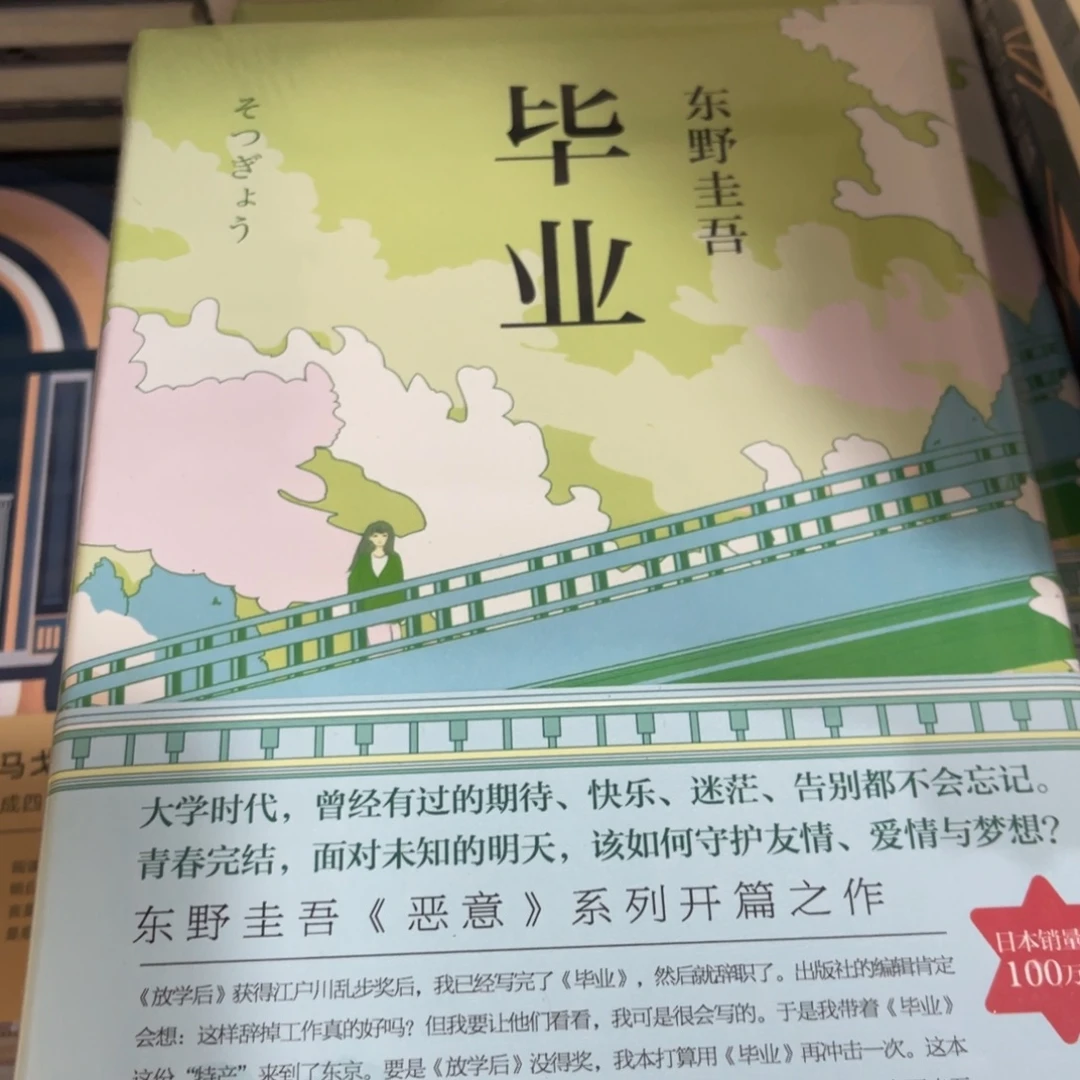 东野圭吾
毕业
そつぎょう
大学时代，曾经有过的期待、快乐、迷茫、告别都不会忘记。
青春完结，面对未知的明天，该如何守护友情、爱情与梦想？
东野圭吾《恶意》系列开篇之作
日本销量
100万
《放学后》获得江户川乱步奖后，我已经写完了《毕业》，然后就辞职了。出版社的编辑肯定
会想：这样辞掉工作真的好吗？但我要让他们看看，我可是很会写的。于是我带着《毕业》
这份“特产”来到了东京。要是《放学后》没得奖，我本打算用《毕业》再冲击一次。这本
马戈
成四